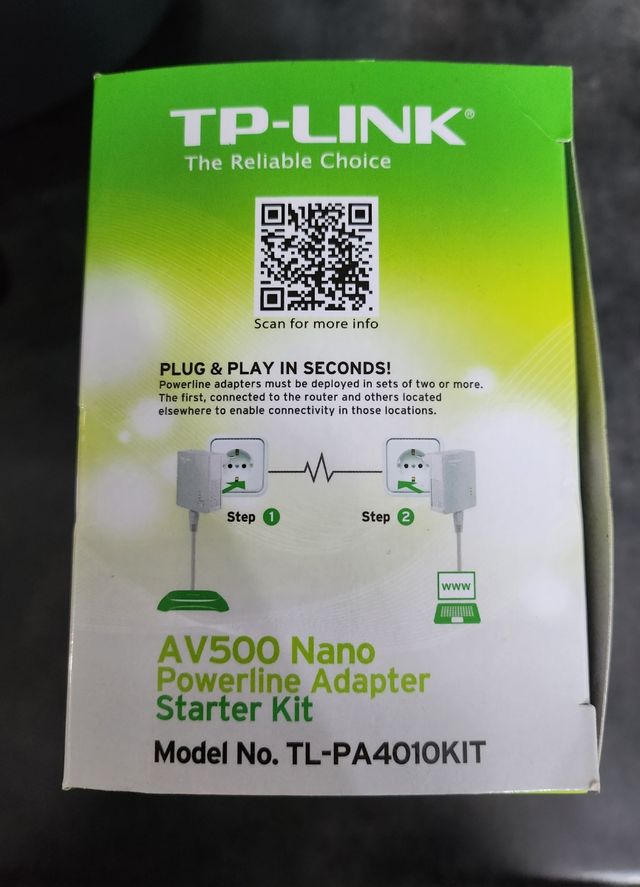 TP-LINK®
The Reliable Choice
Scan for more info
PLUG & PLAY IN SECONDS!
Powerline adapters must be deployed in sets of two or more.
The first, connected to the router and others located
elsewhere to enable connectivity in those locations.
Step 1
Step 2
www
AV500 Nano
Powerline Adapter
Starter Kit
Model No. TL-PA4010KIT